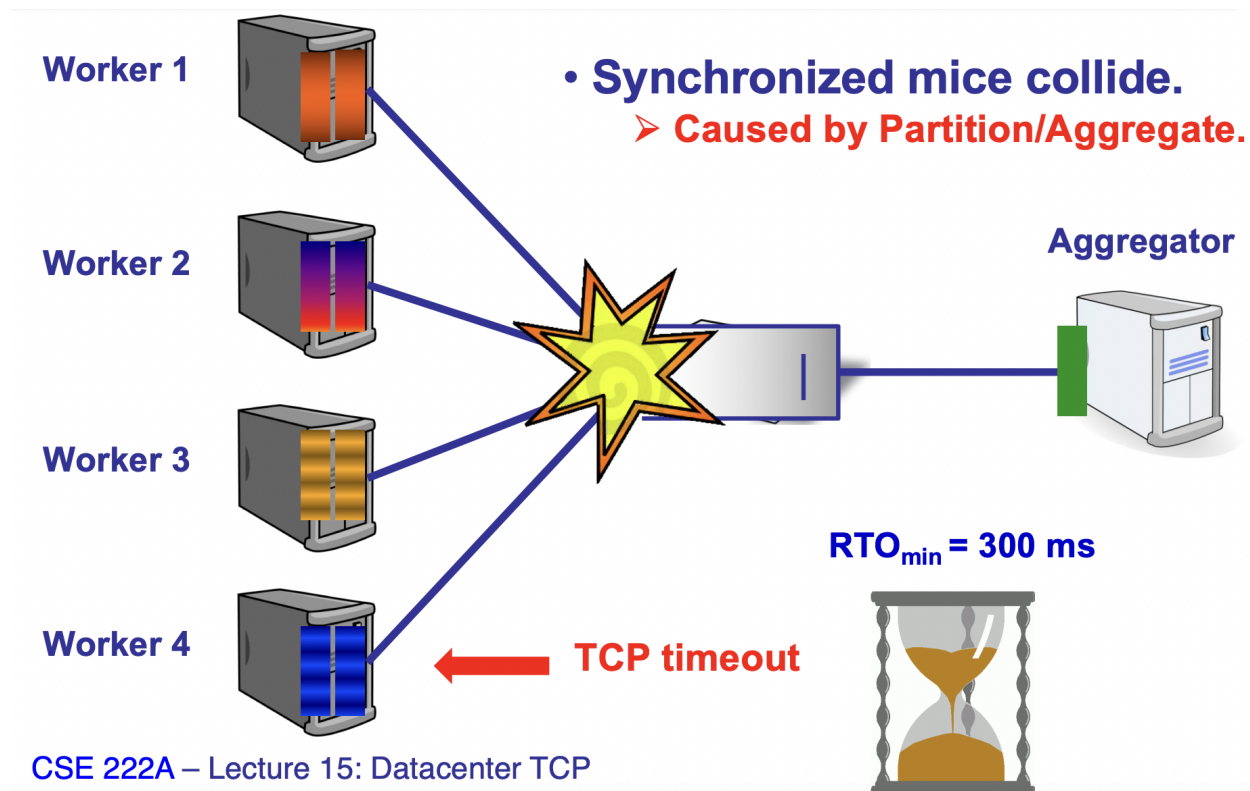 Worker 1
• Synchronized mice collide.
➢ Caused by Partition/Aggregate.
Worker 2
Aggregator
Worker 3
RTOmin = 300 ms
Worker 4
TCP timeout
CSE 222A – Lecture 15: Datacenter TCP